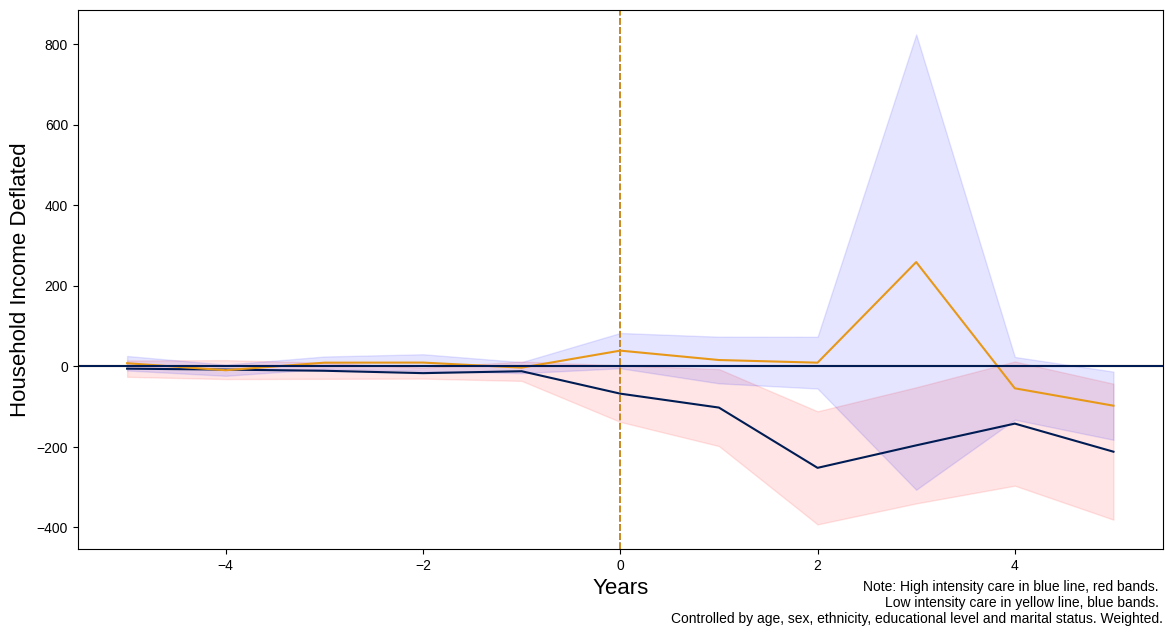 Household Income Deflated
800
600
400
200
0
−200
−400
−4
−2
0
2
4
Years
Note: High intensity care in blue line, red bands.
Low intensity care in yellow line, blue bands.
Controlled by age, sex, ethnicity, educational level and marital status. Weighted.